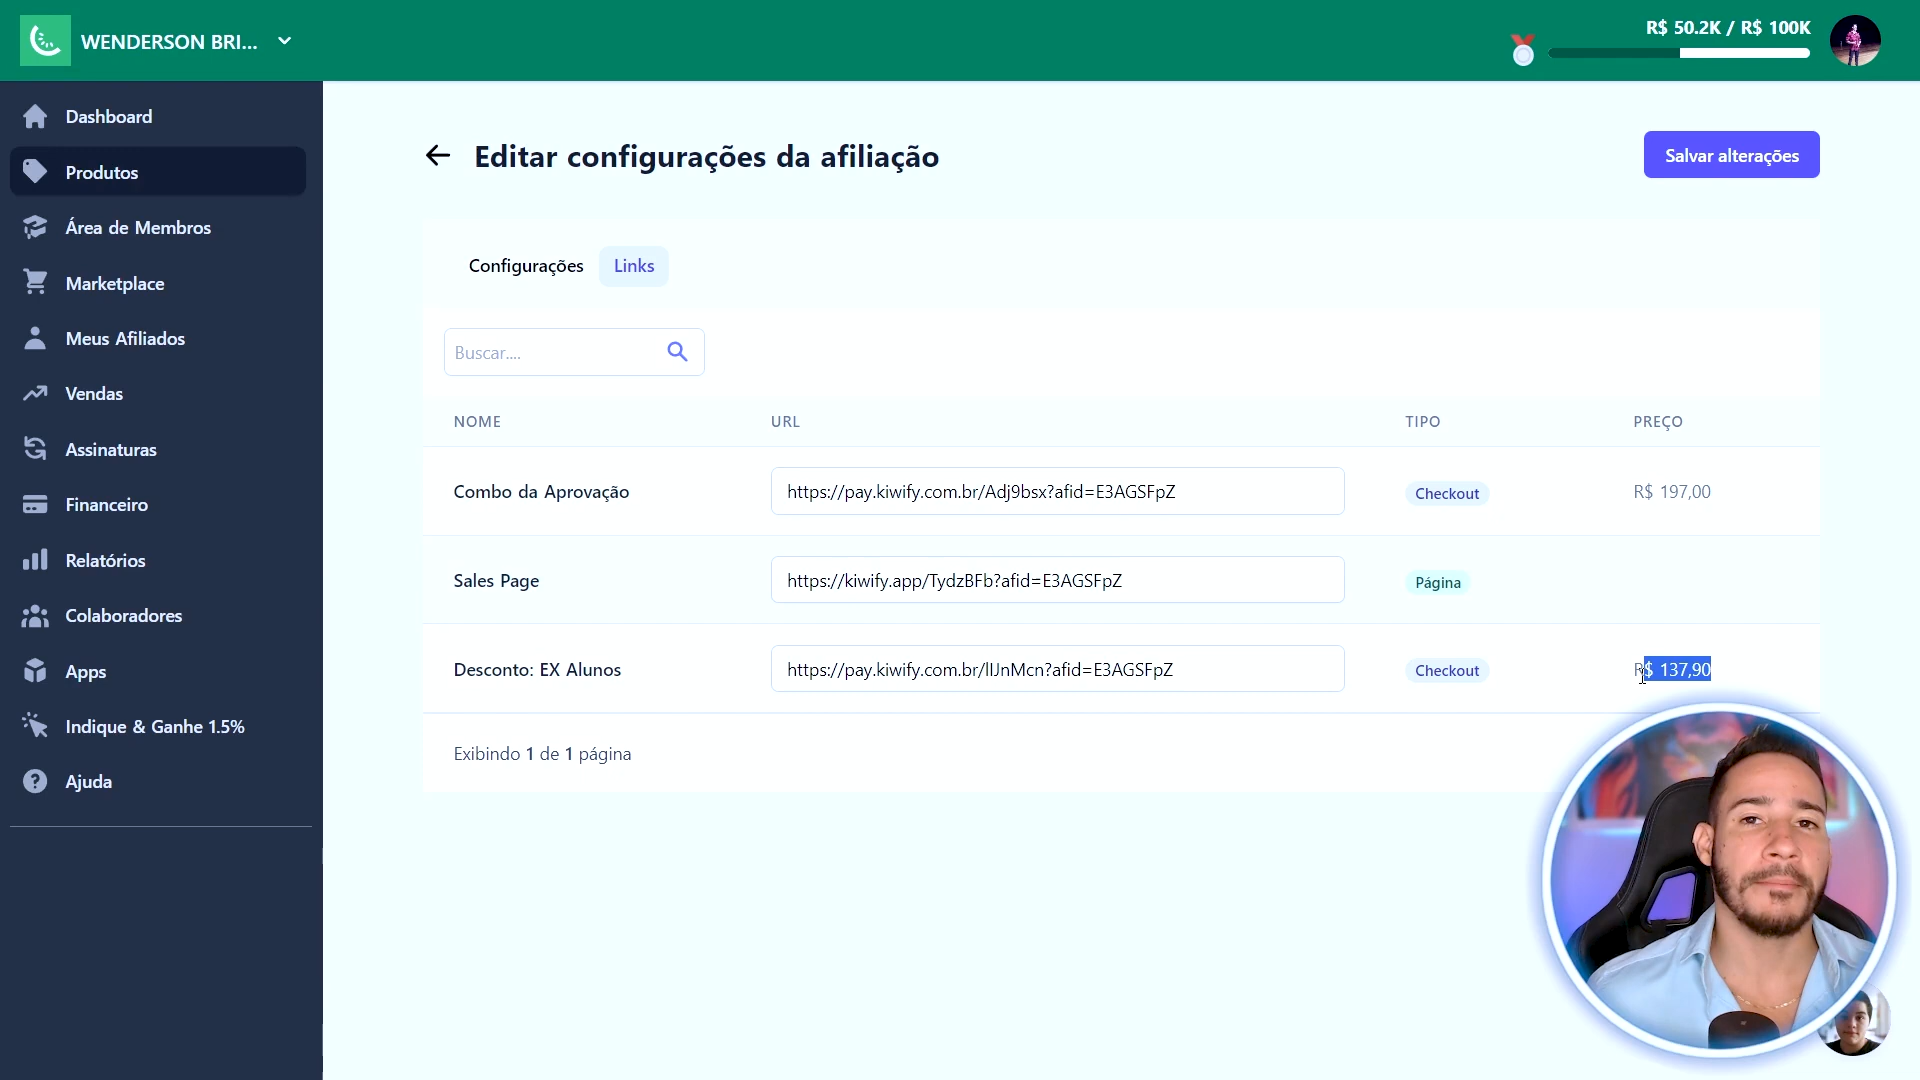 WENDERSON BRI...
R$ 50.2K / R$ 100K
Dashboard
Produtos
Área de Membros
Marketplace
Meus Afiliados
Vendas
Assinaturas
Financeiro
Relatórios
Colaboradores
Apps
Indique & Ganhe 1.5%
Ajuda
Editar configurações da afiliação
Salvar alterações
Configurações
Links
Buscar....
NOME URL TIPO PREÇO
Combo da Aprovação https://pay.kiwify.com.br/Adj9bsx?afid=E3AGSFpZ Checkout R$ 197,00
Sales Page https://kiwify.app/TydzBFb?afid=E3AGSFpZ Página
Desconto: EX Alunos https://pay.kiwify.com.br/lIJnMcn?afid=E3AGSFpZ Checkout R$ 137,90
Exibindo 1 de 1 página